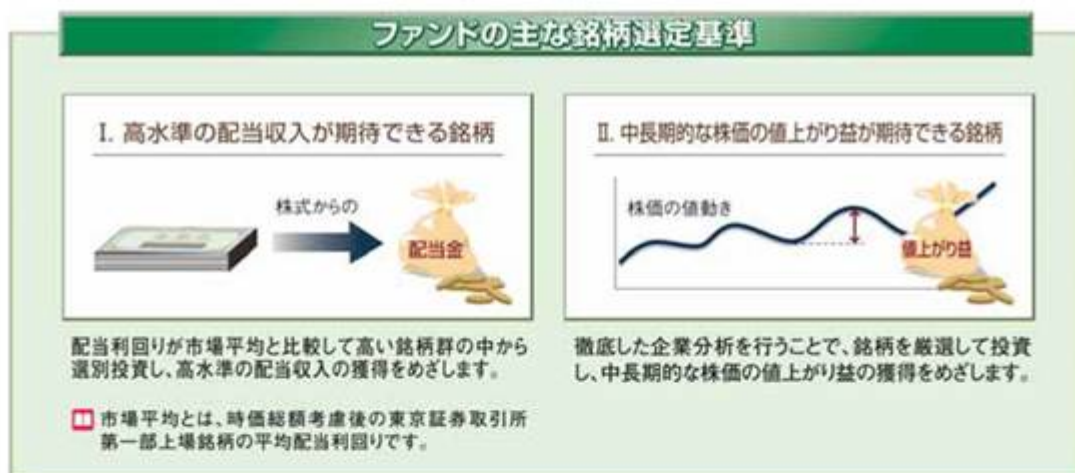 ファンドの主な銘柄選定基準
I. 高水準の配当収入が期待できる銘柄
株式からの
配当金
配当利回りが市場平均と比較して高い銘柄群の中から
選別投資し、高水準の配当収入の獲得をめざします。
市場平均とは、時価総額考慮後の東京証券取引所
第一部上場銘柄の平均配当利回りです。
II. 中長期的な株価の値上がり益が期待できる銘柄
株価の値動き
値上がり益
徹底した企業分析を行うことで、銘柄を厳選して投資
し、中長期的な株価の値上がり益の獲得をめざします。